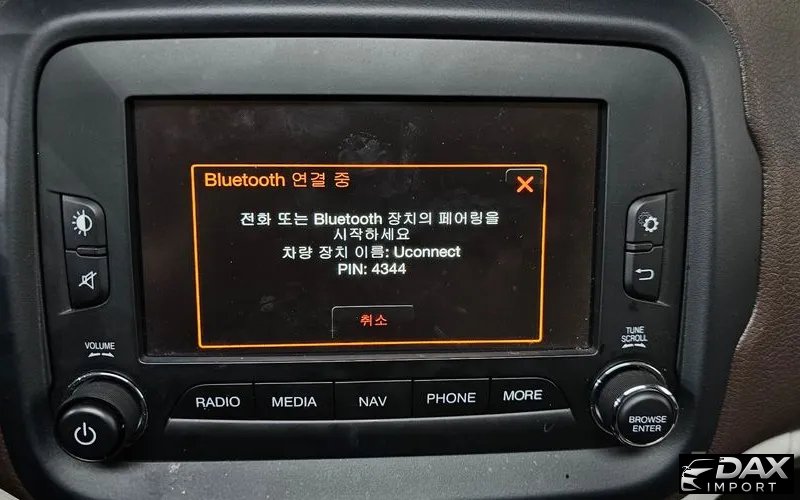 Bluetooth 연결 중
전화 또는 Bluetooth 장치의 페어링을
시작하세요
차량 장치 이름: Uconnect
PIN: 4344
취소
VOLUME
TUNE
SCROLL
RADIO
MEDIA
NAV
PHONE
MORE
BROWSE
ENTER
DAX
IMPORT